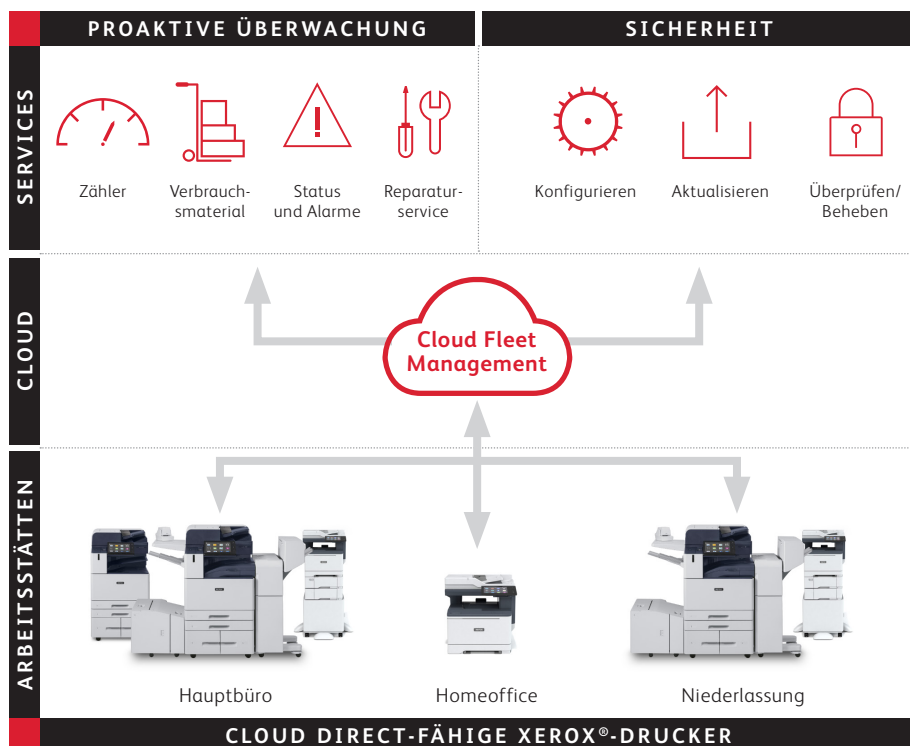 PROAKTIVE ÜBERWACHUNG
SICHERHEIT
SERVICES
Zähler
Verbrauch-
smaterial
Status
und Alarme
Reparatur-
service
Konfigurieren
Aktualisieren
Überprüfen/
Beheben
CLOUD
Cloud Fleet
Management
ARBEITSSTÄTTEN
Hauptbüro
Homeoffice
Niederlassung
CLOUD DIRECT-FÄHIGE XEROX®-DRUCKER